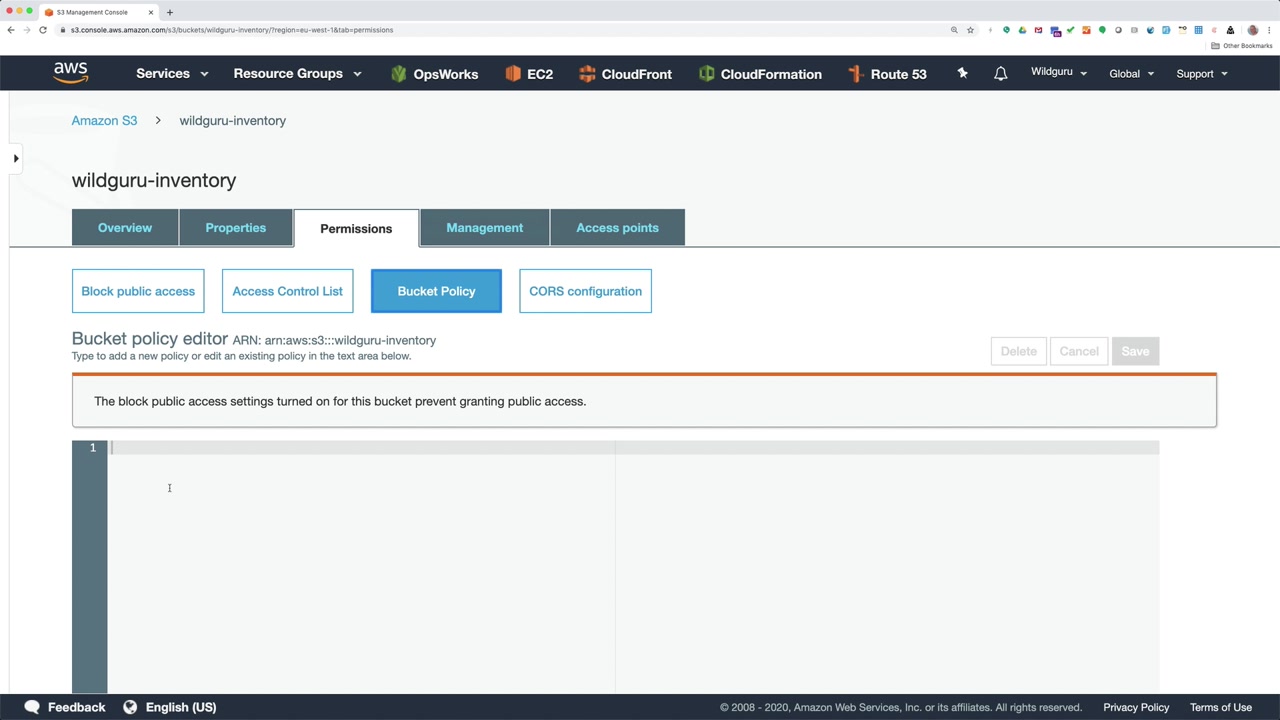 S3 Management Console
s3.console.aws.amazon.com/s3/buckets/wildguru-inventory/?region=eu-west-1&tab=permissions
Other Bookmarks
aws Services Resource Groups OpsWorks EC2 CloudFront CloudFormation Route 53 Wildguru Global Support
Amazon S3 > wildguru-inventory
wildguru-inventory
Overview Properties Permissions Management Access points
Block public access Access Control List Bucket Policy CORS configuration
Bucket policy editor ARN: arn:aws:s3:::wildguru-inventory
Type to add a new policy or edit an existing policy in the text area below.
Delete Cancel Save
The block public access settings turned on for this bucket prevent granting public access.
1
Feedback English (US) © 2008 - 2020, Amazon Web Services, Inc. or its affiliates. All rights reserved. Privacy Policy Terms of Use